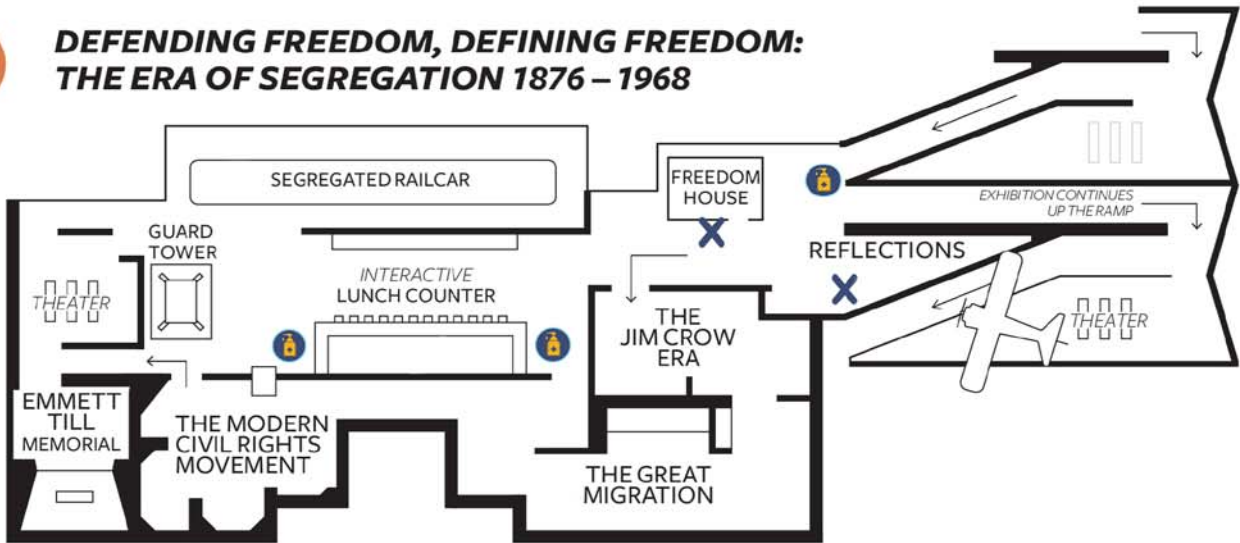 DEFENDING FREEDOM, DEFINING FREEDOM:
THE ERA OF SEGREGATION 1876 – 1968
SEGREGATED RAILCAR
FREEDOM
HOUSE
EXHIBITION CONTINUES
UP THE RAMP
GUARD
TOWER
REFLECTIONS
INTERACTIVE
LUNCH COUNTER
THEATER
THE
JIM CROW
ERA
THEATER
EMMETT
TILL
MEMORIAL
THE MODERN
CIVIL RIGHTS
MOVEMENT
THE GREAT
MIGRATION